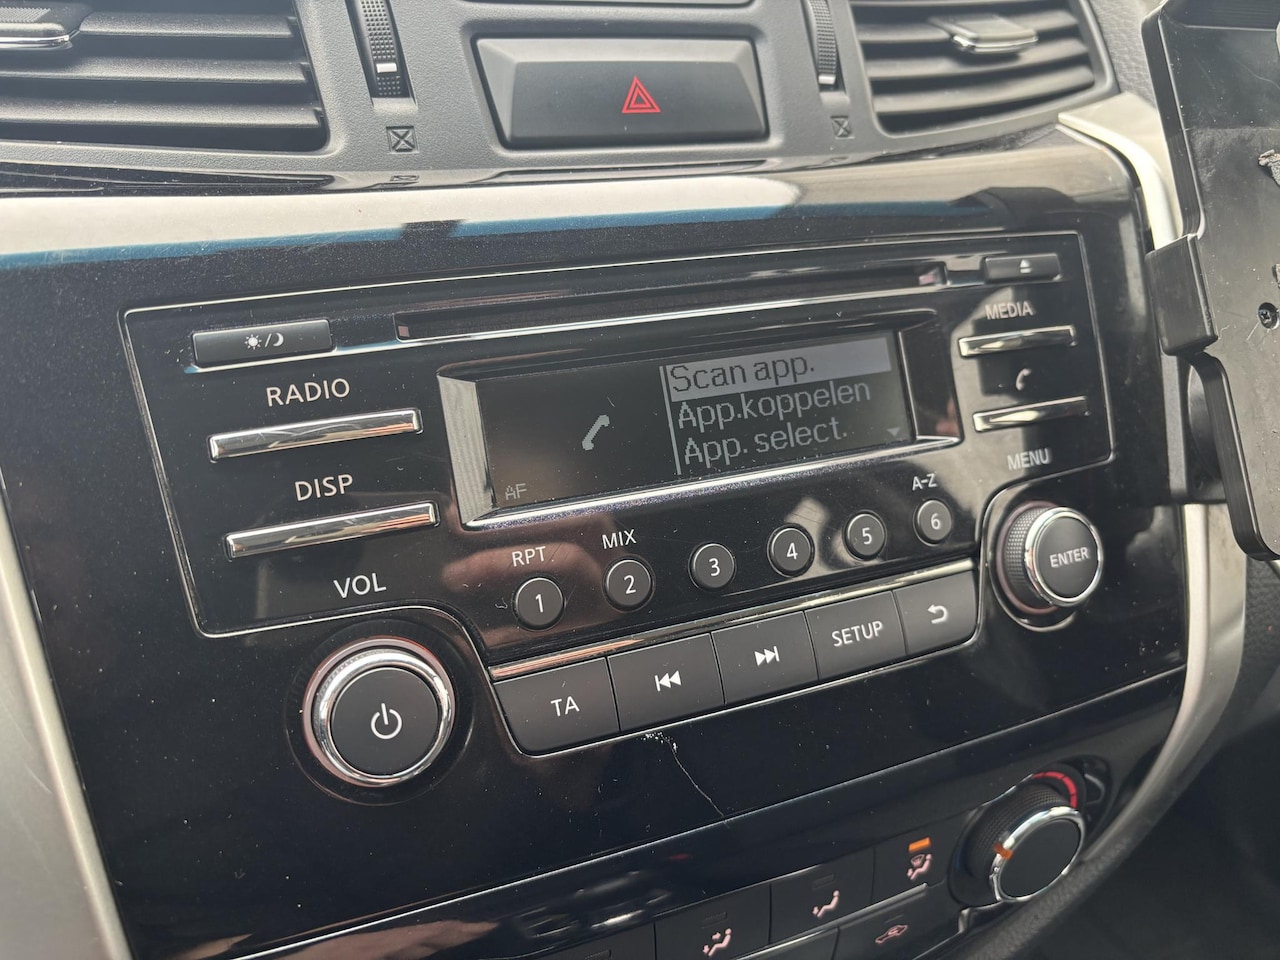 RADIO
DISP
VOL
Scan app.
App.koppelen
App. select.
AF
MEDIA
MENU
A-Z
RPT
MIX
1
2
3
4
5
6
ENTER
TA
SETUP